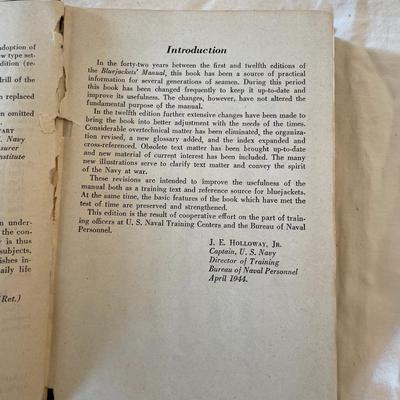 adoption of
w type set-
dition (re-
drill of the
n replaced
en omitted
PART
. Navy
surer
stitute
n under-
the con-
y is thus
subjects,
ishes in-
aily life
(Ret.)
Introduction
In the forty-two years between the first and twelfth editions of
the Bluejackets' Manual, this book has been a source of practical
information for several generations of seamen. During this period
this book has been changed frequently to keep it up-to-date and
improve its usefulness. The changes, however, have not altered the
fundamental purpose of the manual.
In the twelfth edition further extensive changes have been made to
bring the book into better adjustment with the needs of the times.
Considerable overtechnical matter has been eliminated, the organiza-
tion revised, a new glossary added, and the index expanded and
cross-referenced. Obsolete text matter has been brought up-to-date
and new material of current interest has been included. The many
new illustrations serve to clarify text matter and convey the spirit
of the Navy at war.
These revisions are intended to improve the usefulness of the
manual both as a training text and reference source for bluejackets.
At the same time, the basic features of the book which have met the
test of time are preserved and strengthened.
This edition is the result of cooperative effort on the part of train-
ing officers at U. S. Naval Training Centers and the Bureau of Naval
Personnel.
J. E. Holloway, Jr.
Captain, U. S. Navy
Director of Training
Bureau of Naval Personnel
April 1944.